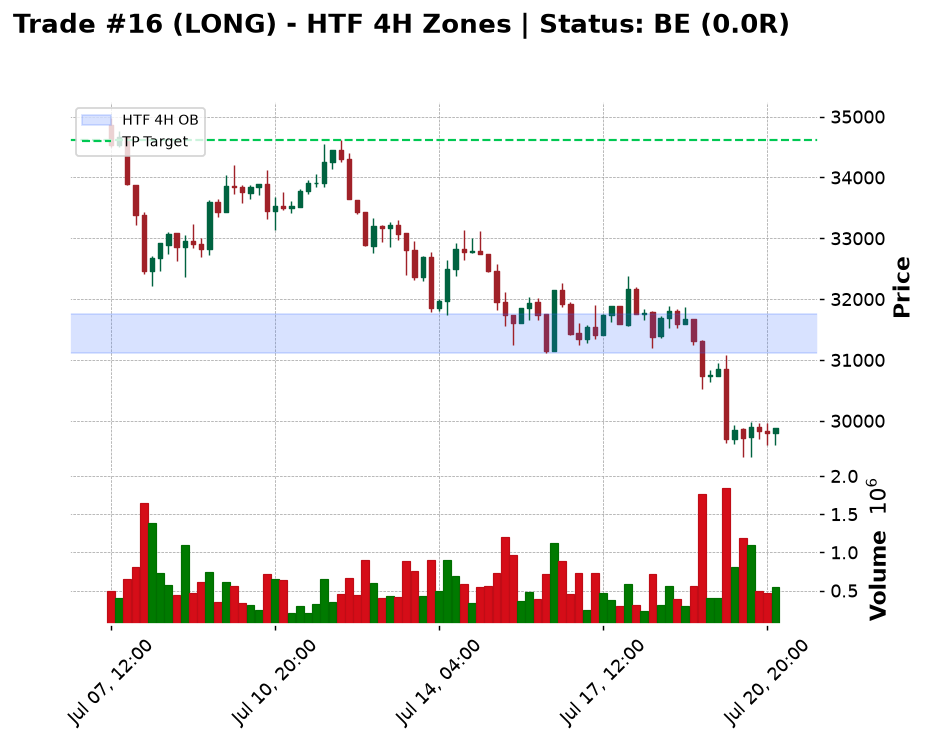 Trade #16 (LONG) - HTF 4H Zones | Status: BE (0.0R)
HTF 4H OB
TP Target
35000
34000
33000
32000
31000
30000
Price
2.0
1.5
1.0
0.5
Volume 10⁶
Jul 07, 12:00
Jul 10, 20:00
Jul 14, 04:00
Jul 17, 12:00
Jul 20, 20:00